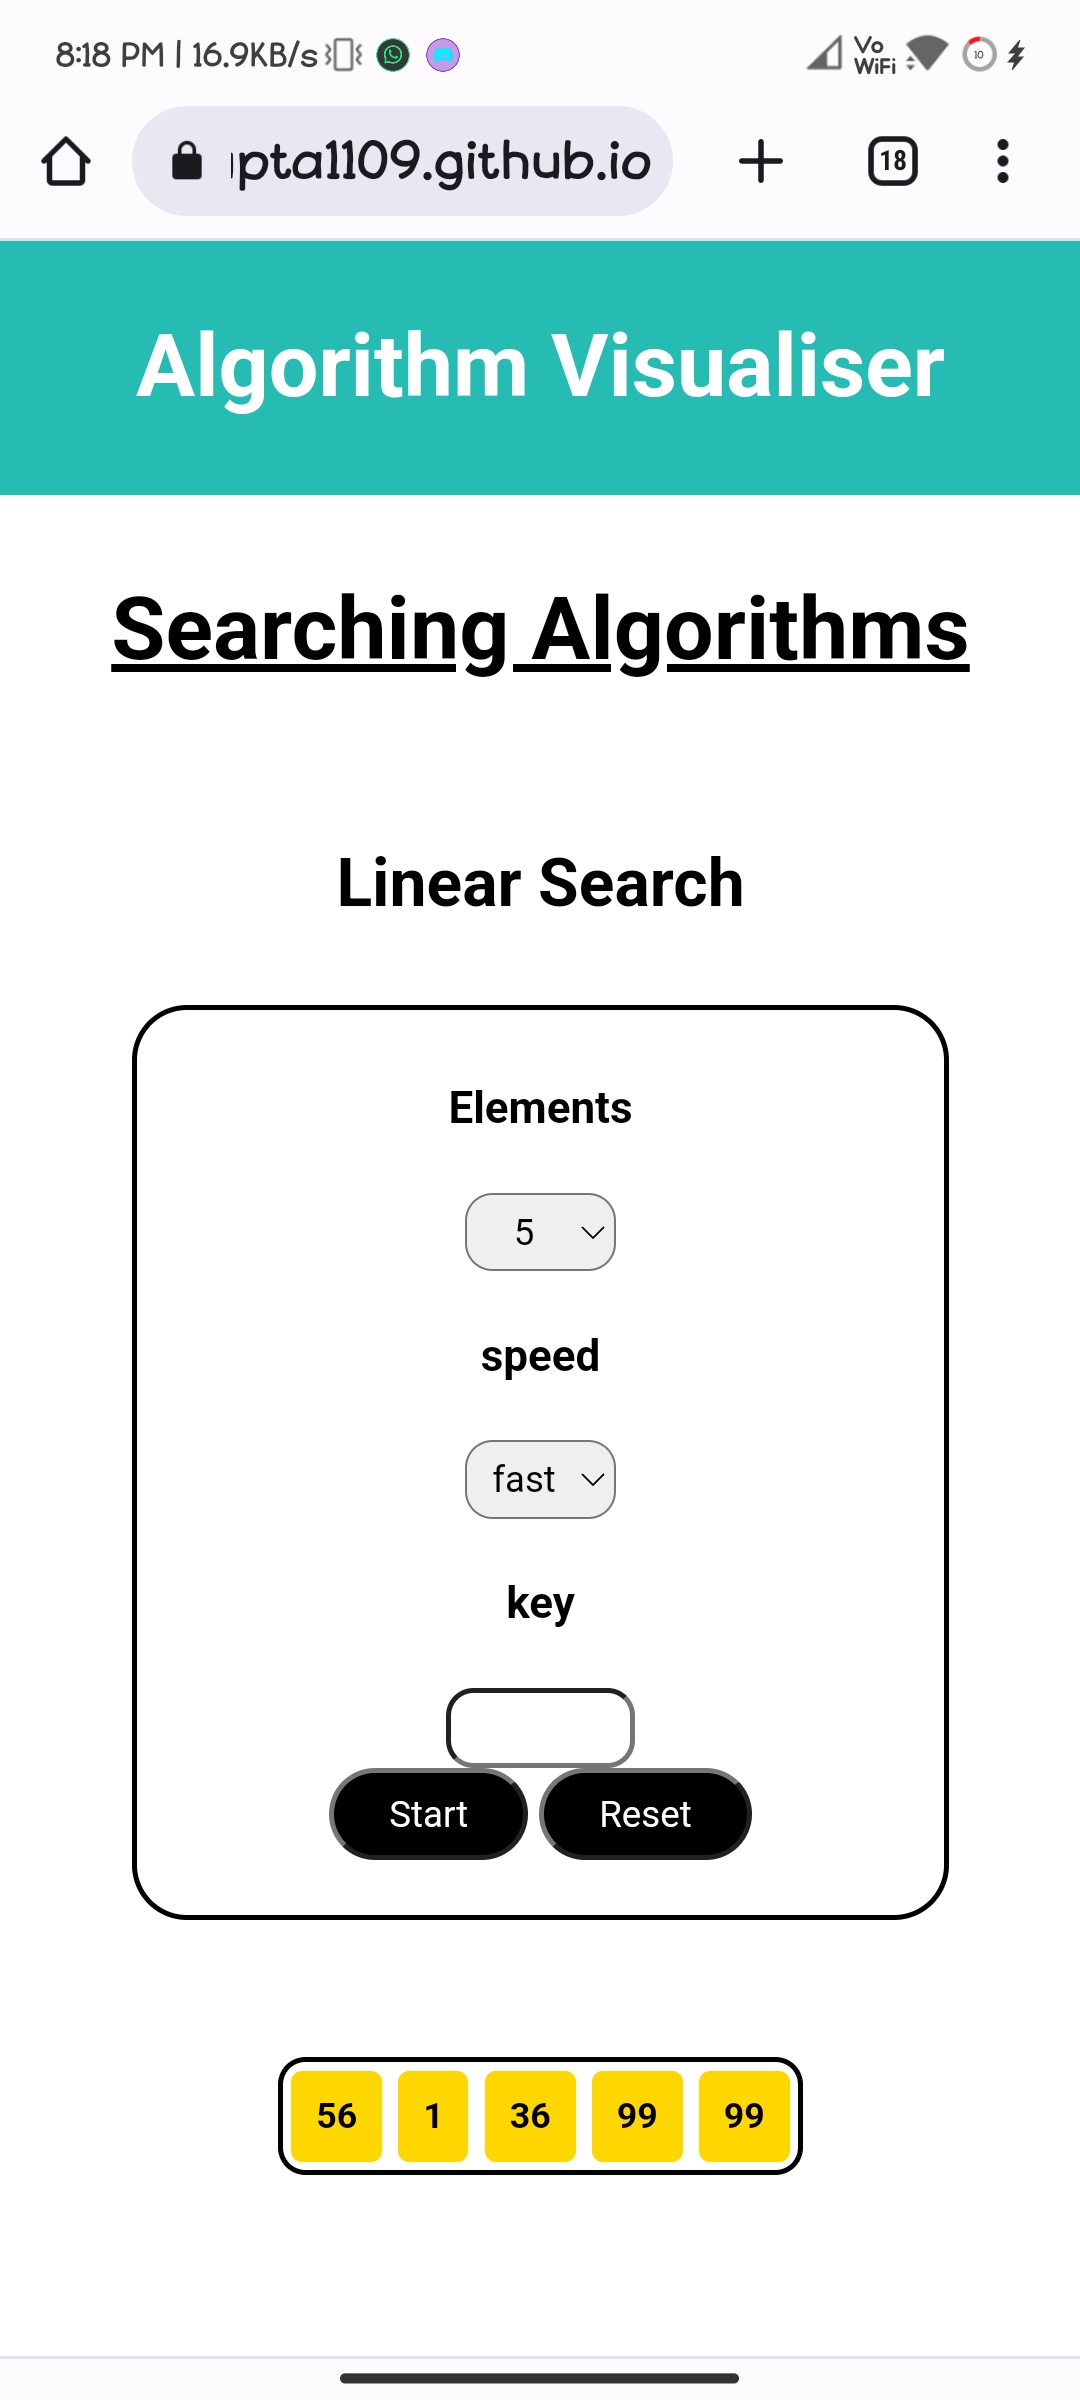 8:18 PM | 16.9KB/s
Vo
WiFi
10
pta1109.github.io
18
Algorithm Visualiser
Searching Algorithms
Linear Search
Elements
5
speed
fast
key
Start Reset
56 1 36 99 99